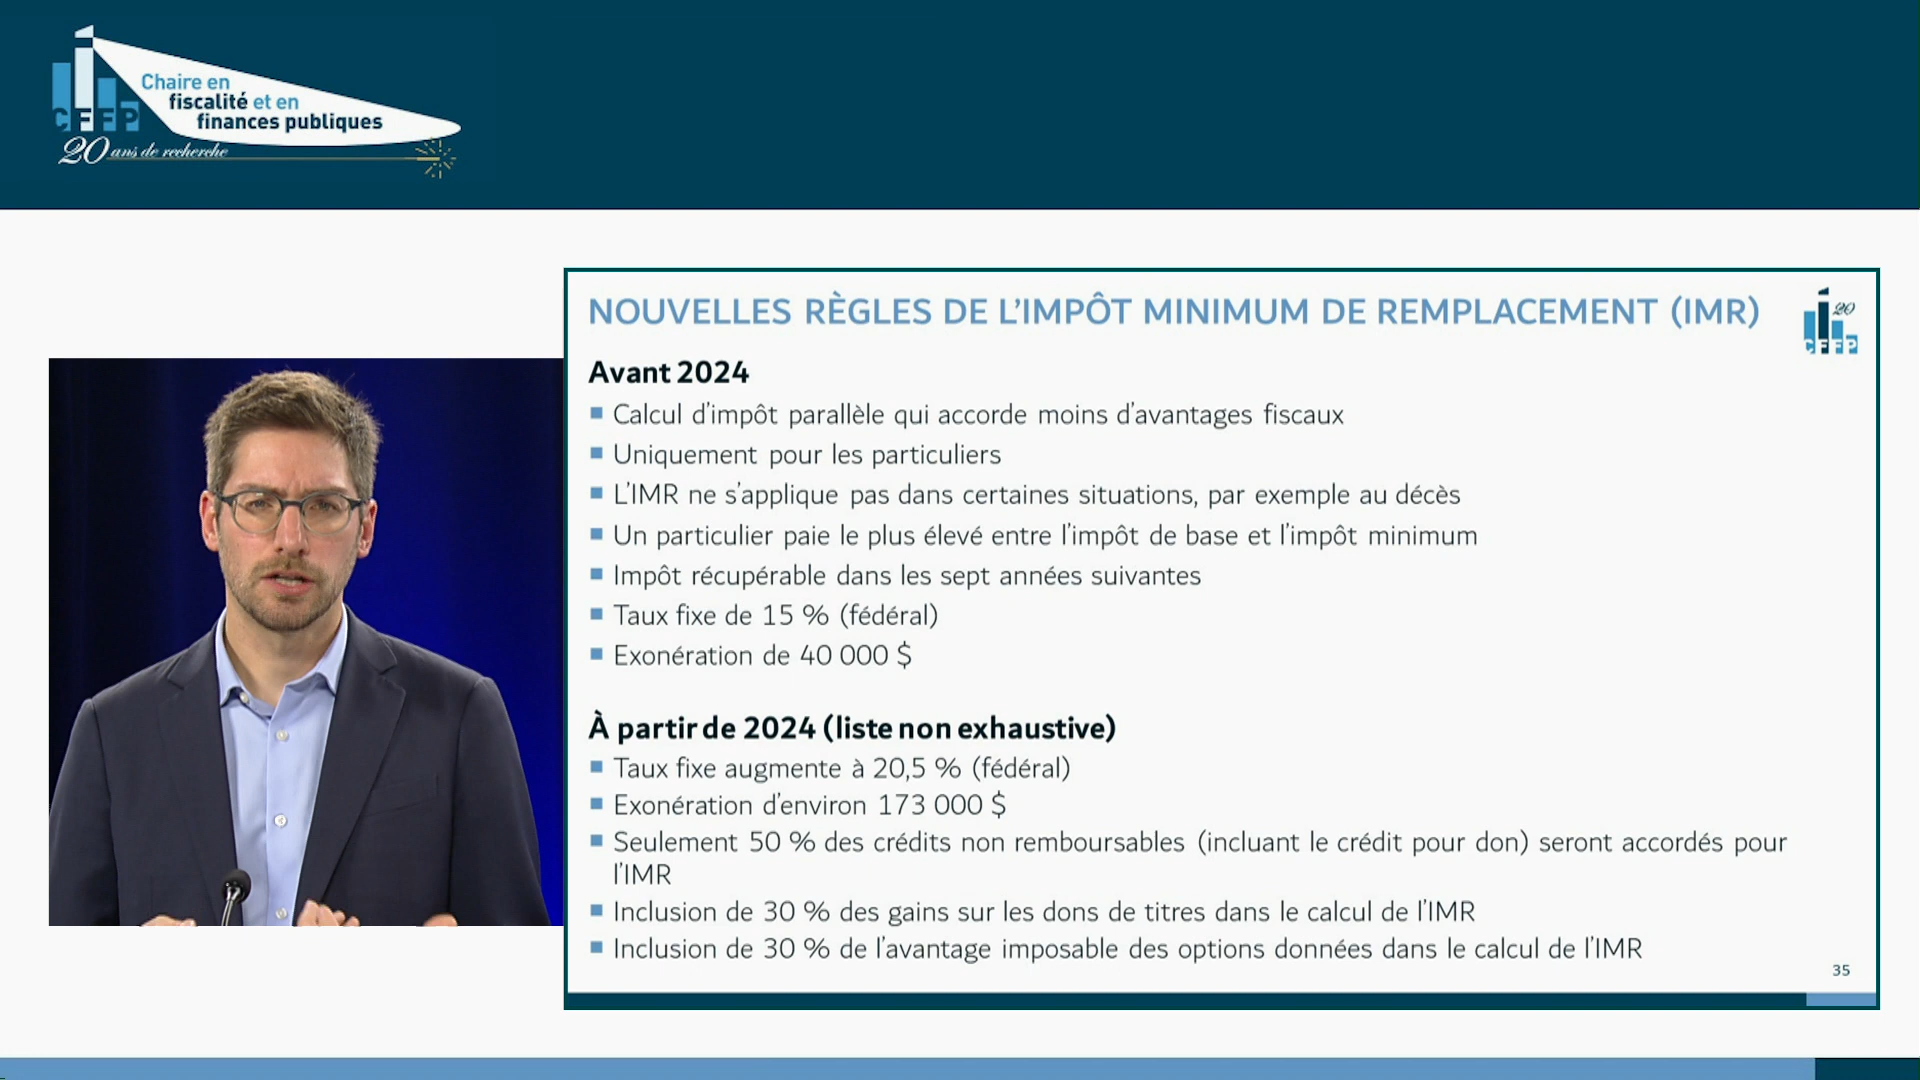 Chaire en
fiscalité et en
finances publiques
CFFP
20 ans de recherche
NOUVELLES RÈGLES DE L'IMPÔT MINIMUM DE REMPLACEMENT (IMR)
20
CFFP
Avant 2024
Calcul d'impôt parallèle qui accorde moins d'avantages fiscaux
Uniquement pour les particuliers
L'IMR ne s'applique pas dans certaines situations, par exemple au décès
Un particulier paie le plus élevé entre l'impôt de base et l'impôt minimum
Impôt récupérable dans les sept années suivantes
Taux fixe de 15 % (fédéral)
Exonération de 40 000 $
À partir de 2024 (liste non exhaustive)
Taux fixe augmente à 20,5 % (fédéral)
Exonération d'environ 173 000 $
Seulement 50 % des crédits non remboursables (incluant le crédit pour don) seront accordés pour
l'IMR
Inclusion de 30 % des gains sur les dons de titres dans le calcul de l'IMR
Inclusion de 30 % de l'avantage imposable des options données dans le calcul de l'IMR
35